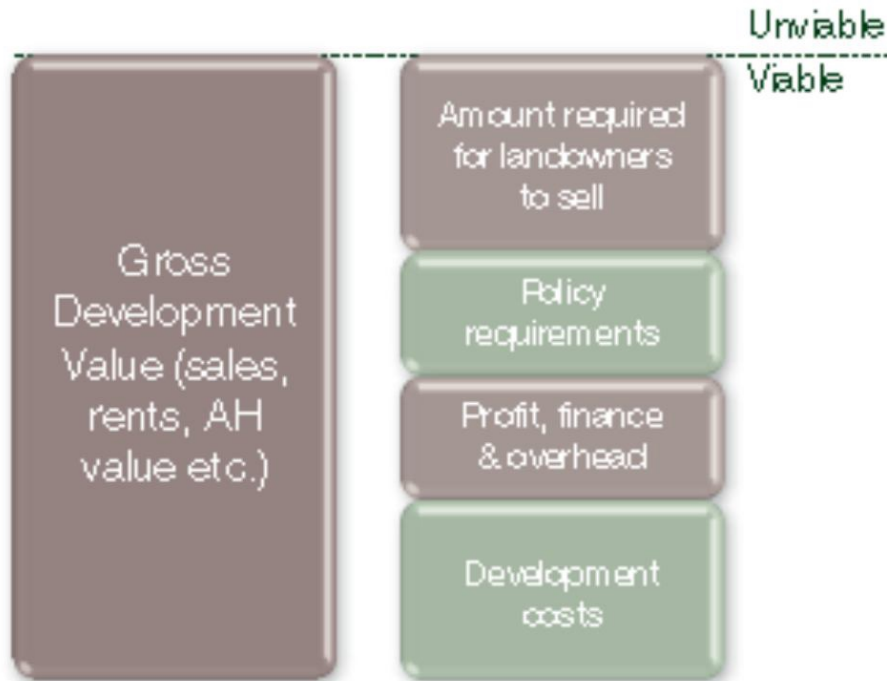 Unviable
Viable
Gross
Development
Value (sales,
rents, AH
value etc.)
Amount required
for landowners
to sell
Policy
requirements
Profit, finance
& overhead
Development
costs